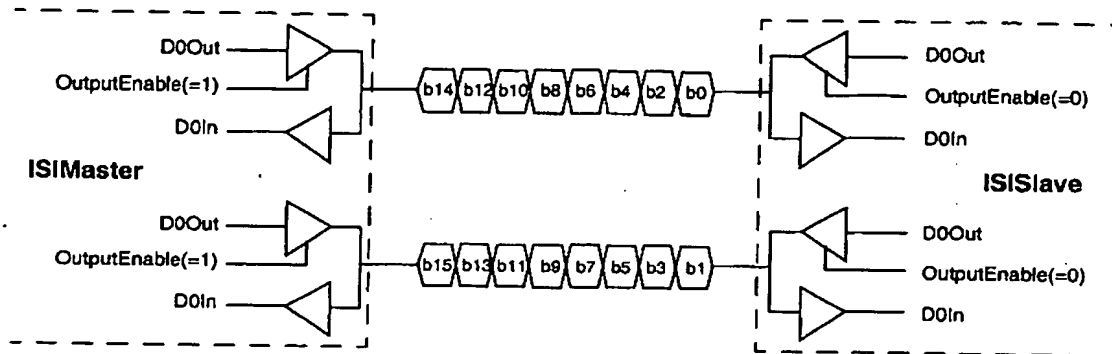 D0Out
OutputEnable(=1)
D0In
b14 b12 b10 b8 b6 b4 b2 b0
D0Out
OutputEnable(=0)
D0In
ISIMaster
ISISlave
D0Out
OutputEnable(=1)
D0In
b15 b13 b11 b9 b7 b5 b3 b1
D0Out
OutputEnable(=0)
D0In